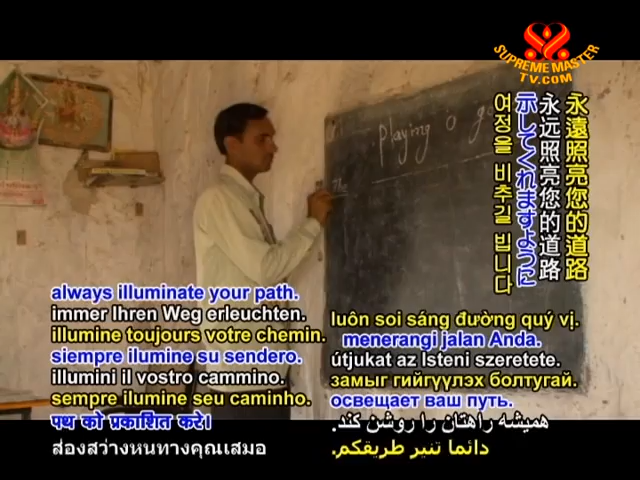 SUPREME MASTER
TV.COM
playing
The
永遠照亮您的道路
永远照亮您的道路
示してくれますように
여정을 비추길 빕니다
always illuminate your path.
immer Ihren Weg erleuchten.
illumine toujours votre chemin.
siempre ilumine su sendero.
illumini il vostro cammino.
sempre ilumine seu caminho.
पथ को प्रकाशित करे।
ส่องสว่างหนทางคุณเสมอ
luôn soi sáng đường quý vị.
menerangi jalan Anda.
útjukat az Isteni szeretete.
замыг гийгүүлэх болтугай.
освещает ваш путь.
همیشه راهتان را روشن کند.
دائما تنير طريقكم.